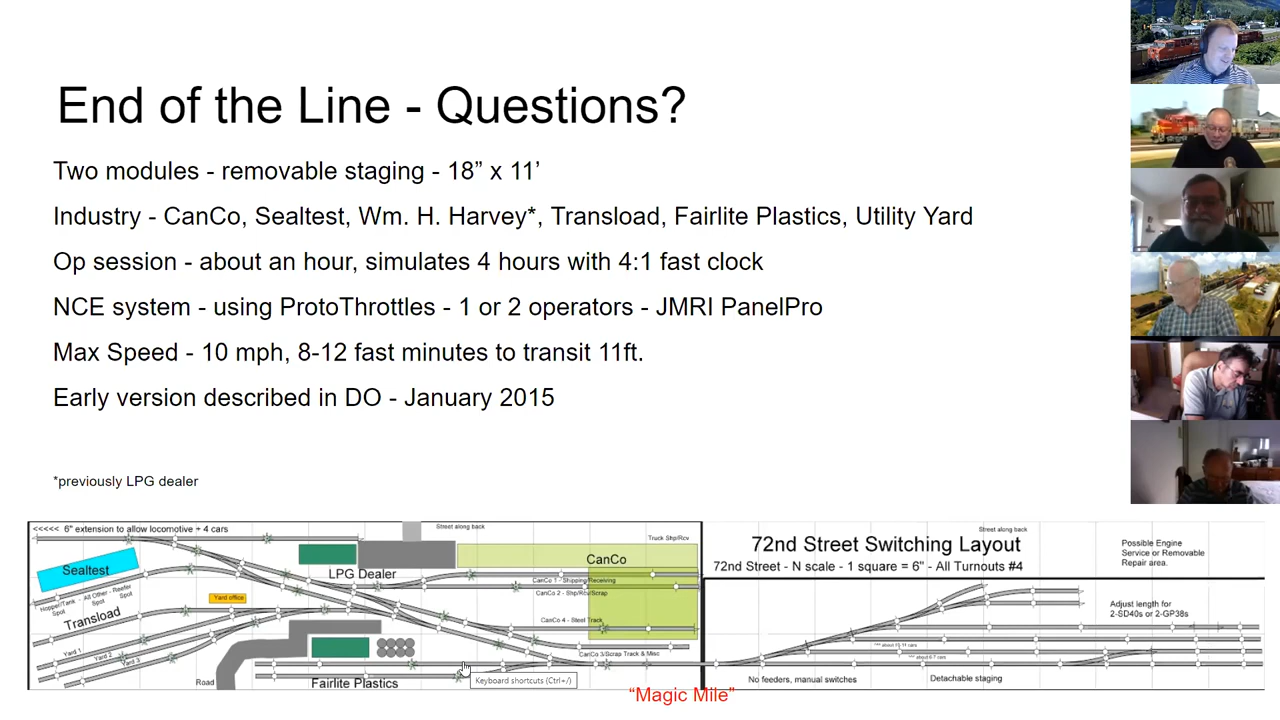 End of the Line - Questions?
Two modules - removable staging - 18” x 11’
Industry - CanCo, Sealtest, Wm. H. Harvey*, Transload, Fairlite Plastics, Utility Yard
Op session - about an hour, simulates 4 hours with 4:1 fast clock
NCE system - using ProtoThrottles - 1 or 2 operators - JMRI PanelPro
Max Speed - 10 mph, 8-12 fast minutes to transit 11ft.
Early version described in DO - January 2015
*previously LPG dealer
<<<<< 6" extension to allow locomotive + 4 cars
Street along back
Truck Shp/Rcv
Sealtest
LPG Dealer
CanCo
CanCo 1 - Shipping/Receiving
CanCo 2 - Shp/Rcv/Scrap
Hopper/Tank
Spot
All Other - Reefer
Spot Spot
Yard office
Transload
CanCo 4 - Steel Track
Yard 1
Yard 2
Yard 3
CanCo 3/Scrap Track & Misc
Road
Fairlite Plastics
Keyboard shortcuts (Ctrl+/)
Street along back
72nd Street Switching Layout
72nd Street - N scale - 1 square = 6" - All Turnouts #4
Possible Engine
Service or Removable
Repair area.
Adjust length for
2-SD40s or 2-GP38s
No feeders, manual switches
Detachable staging
“Magic Mile”